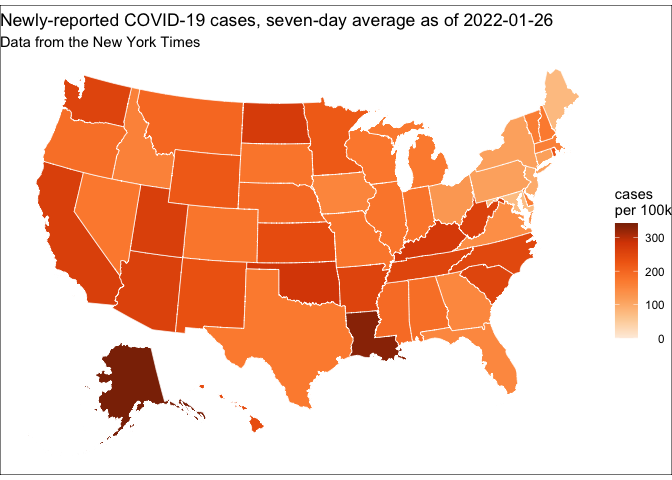 Newly-reported COVID-19 cases, seven-day average as of 2022-01-26
Data from the New York Times
cases
per 100k
300
200
100
0